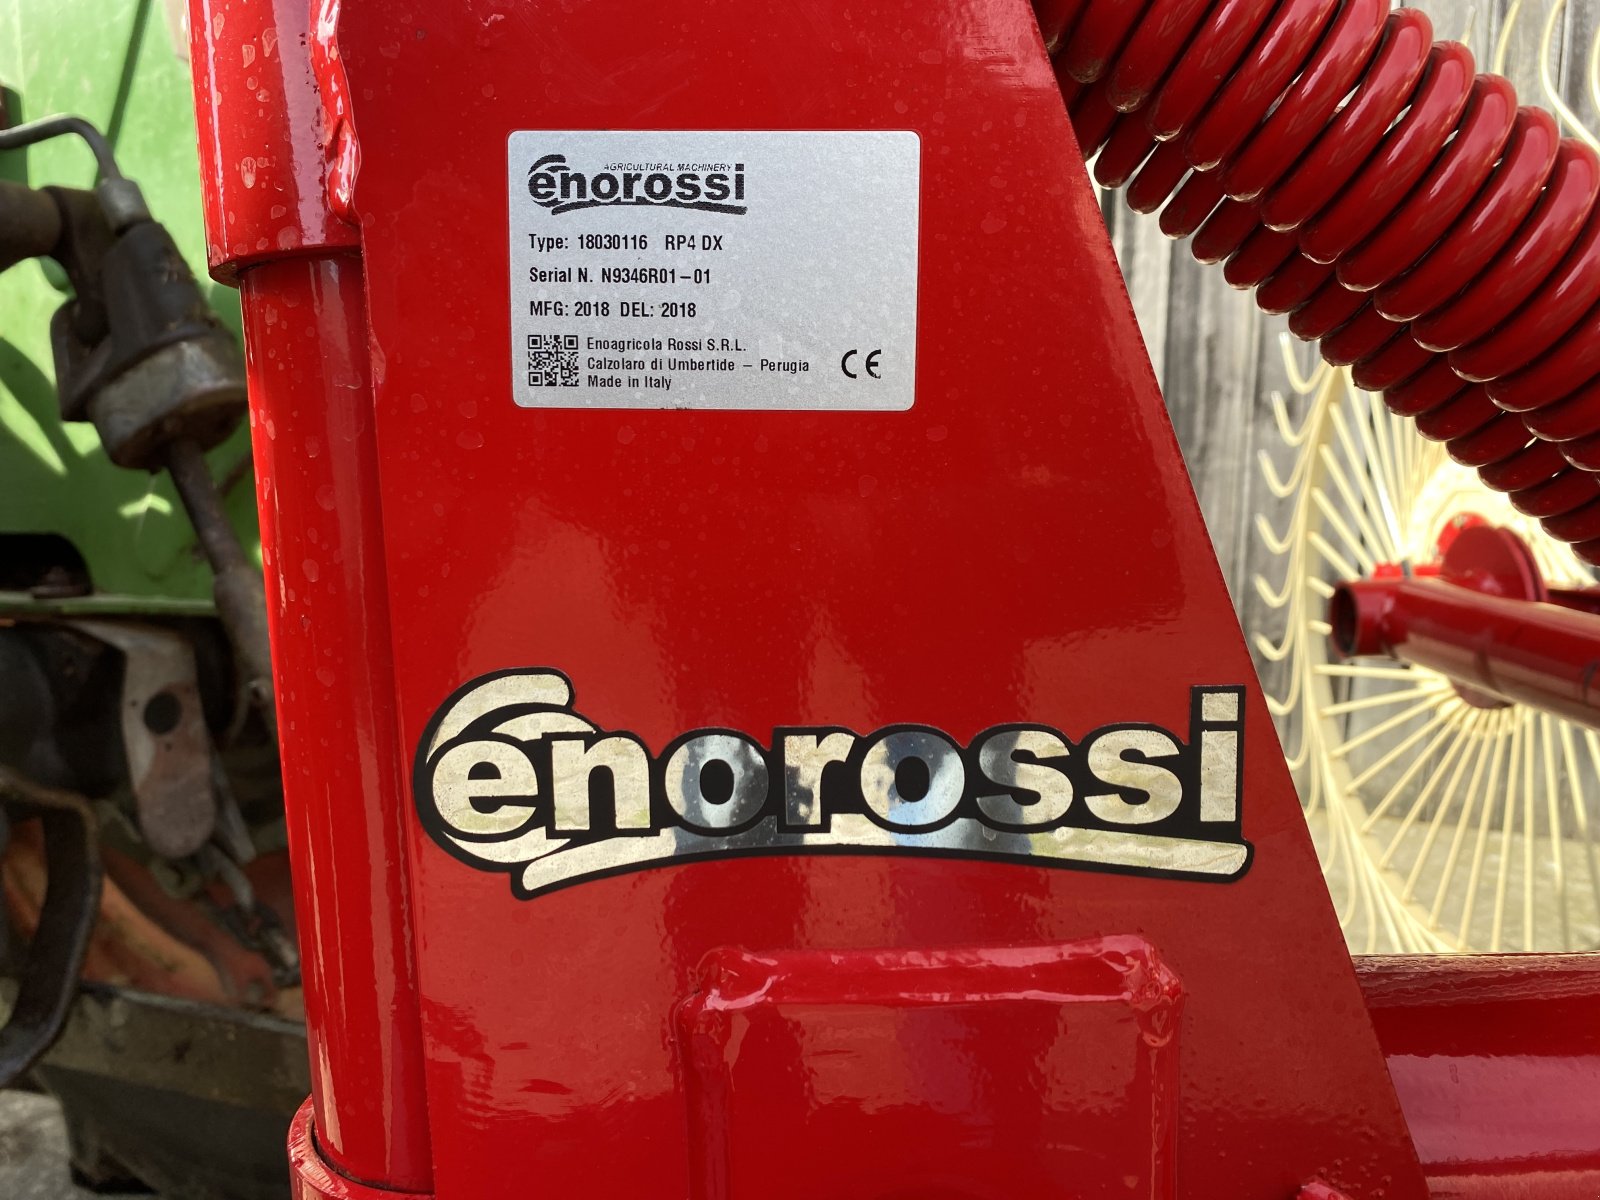 AGRICULTURAL MACHINERY
enorossi
Type: 18030116 RP4 DX
Serial N. N9346R01-01
MFG: 2018 DEL: 2018
Enoagricola Rossi S.R.L.
Calzolaro di Umbertide - Perugia
Made in Italy
CE
enorossi